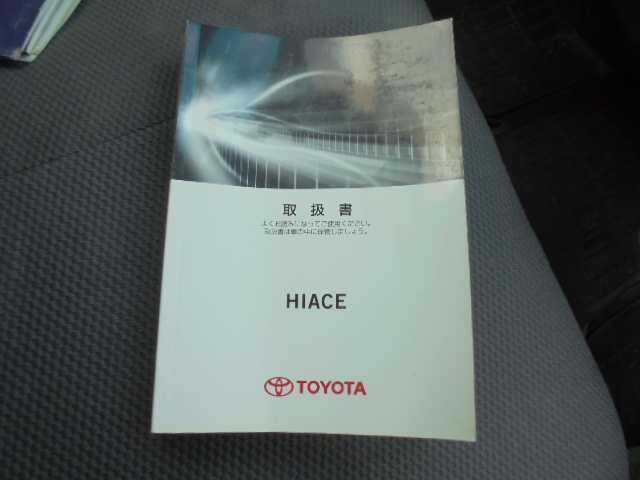 取扱書
よくお読みになってご使用ください。
取扱書は車の中に保管しましょう。
HIACE
TOYOTA